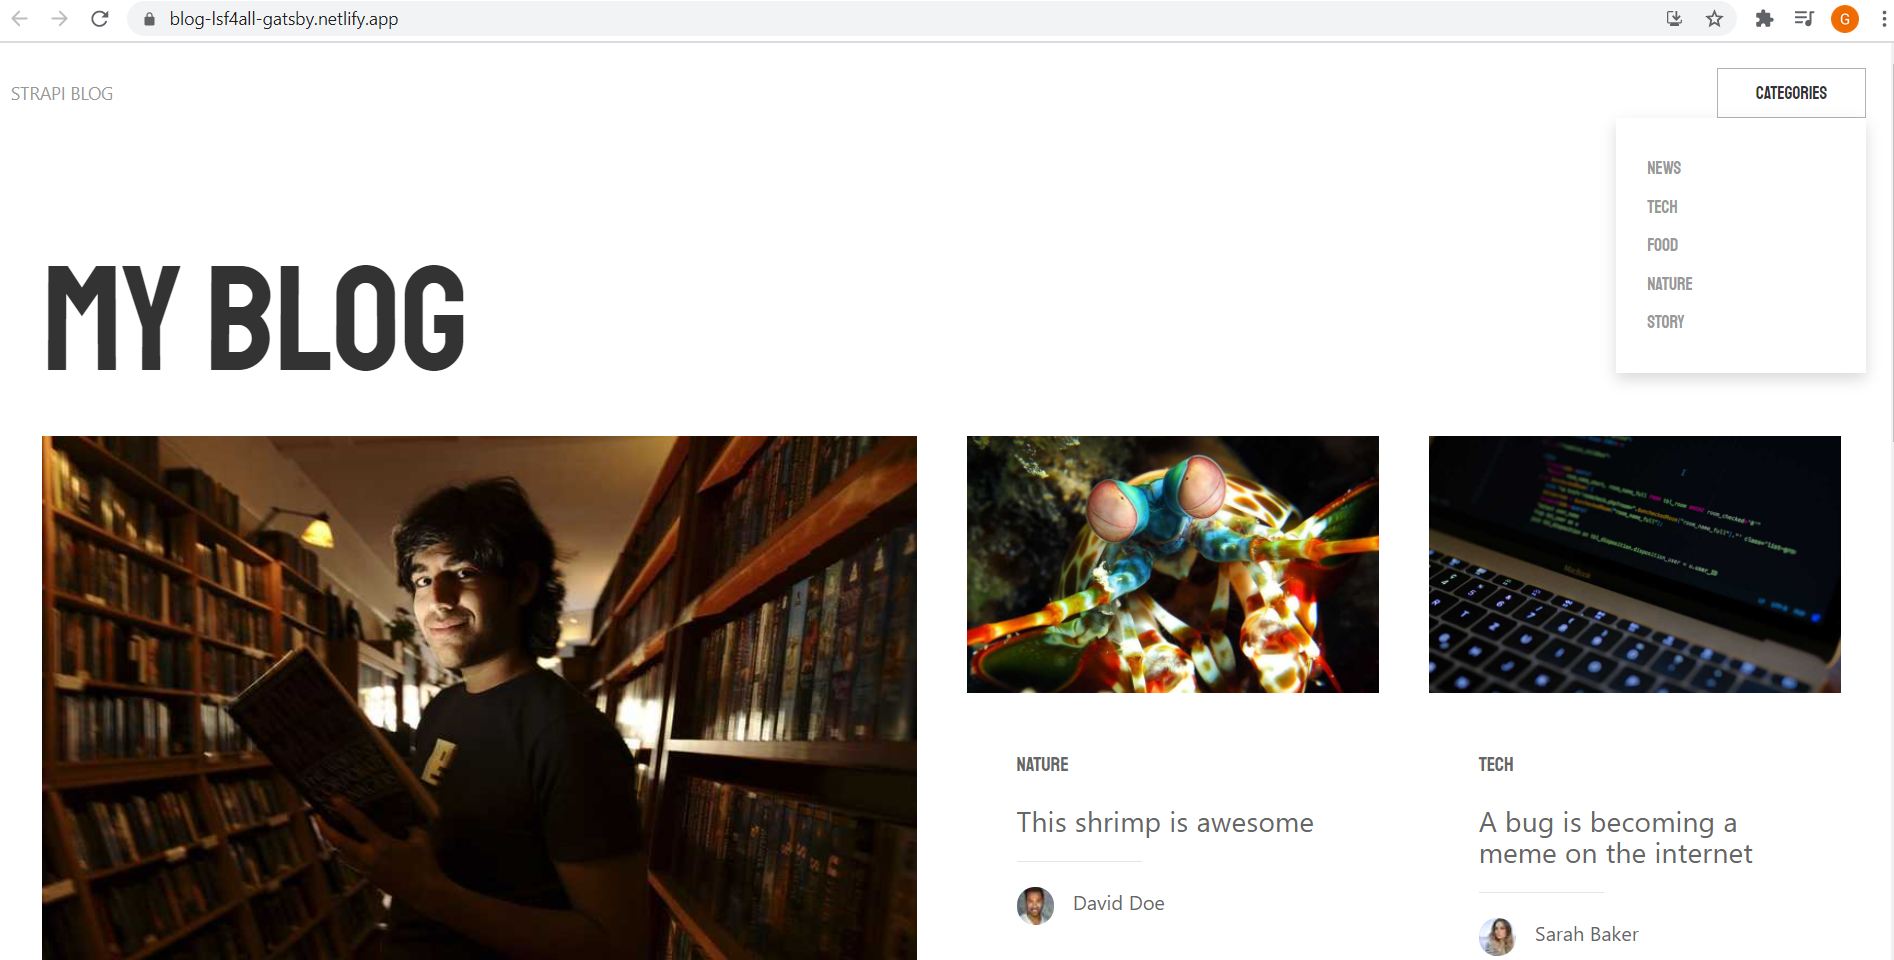 blog-lsf4all-gatsby.netlify.app
G
STRAPI BLOG
CATEGORIES
NEWS
TECH
FOOD
NATURE
STORY
MY BLOG
NATURE
This shrimp is awesome
David Doe
TECH
A bug is becoming a
meme on the internet
Sarah Baker